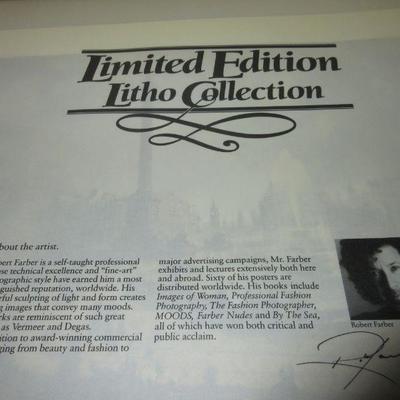 Limited Edition
Litho Collection
bout the artist.
bert Farber is a self-taught professional
se technical excellence and "fine-art"
ographic style have earned him a most
nguished reputation, worldwide. His
rful sculpting of light and form creates
g images that convey many moods.
rks are reminiscent of such great
as Vermeer and Degas.
ition to award-winning commercial
ging from beauty and fashion to
major advertising campaigns, Mr. Farber
exhibits and lectures extensively both here
and abroad. Sixty of his posters are
distributed worldwide. His books include
Images of Woman, Professional Fashion
Photography, The Fashion Photographer,
MOODS, Farber Nudes and By The Sea,
all of which have won both critical and
public acclaim.
Robert Farber